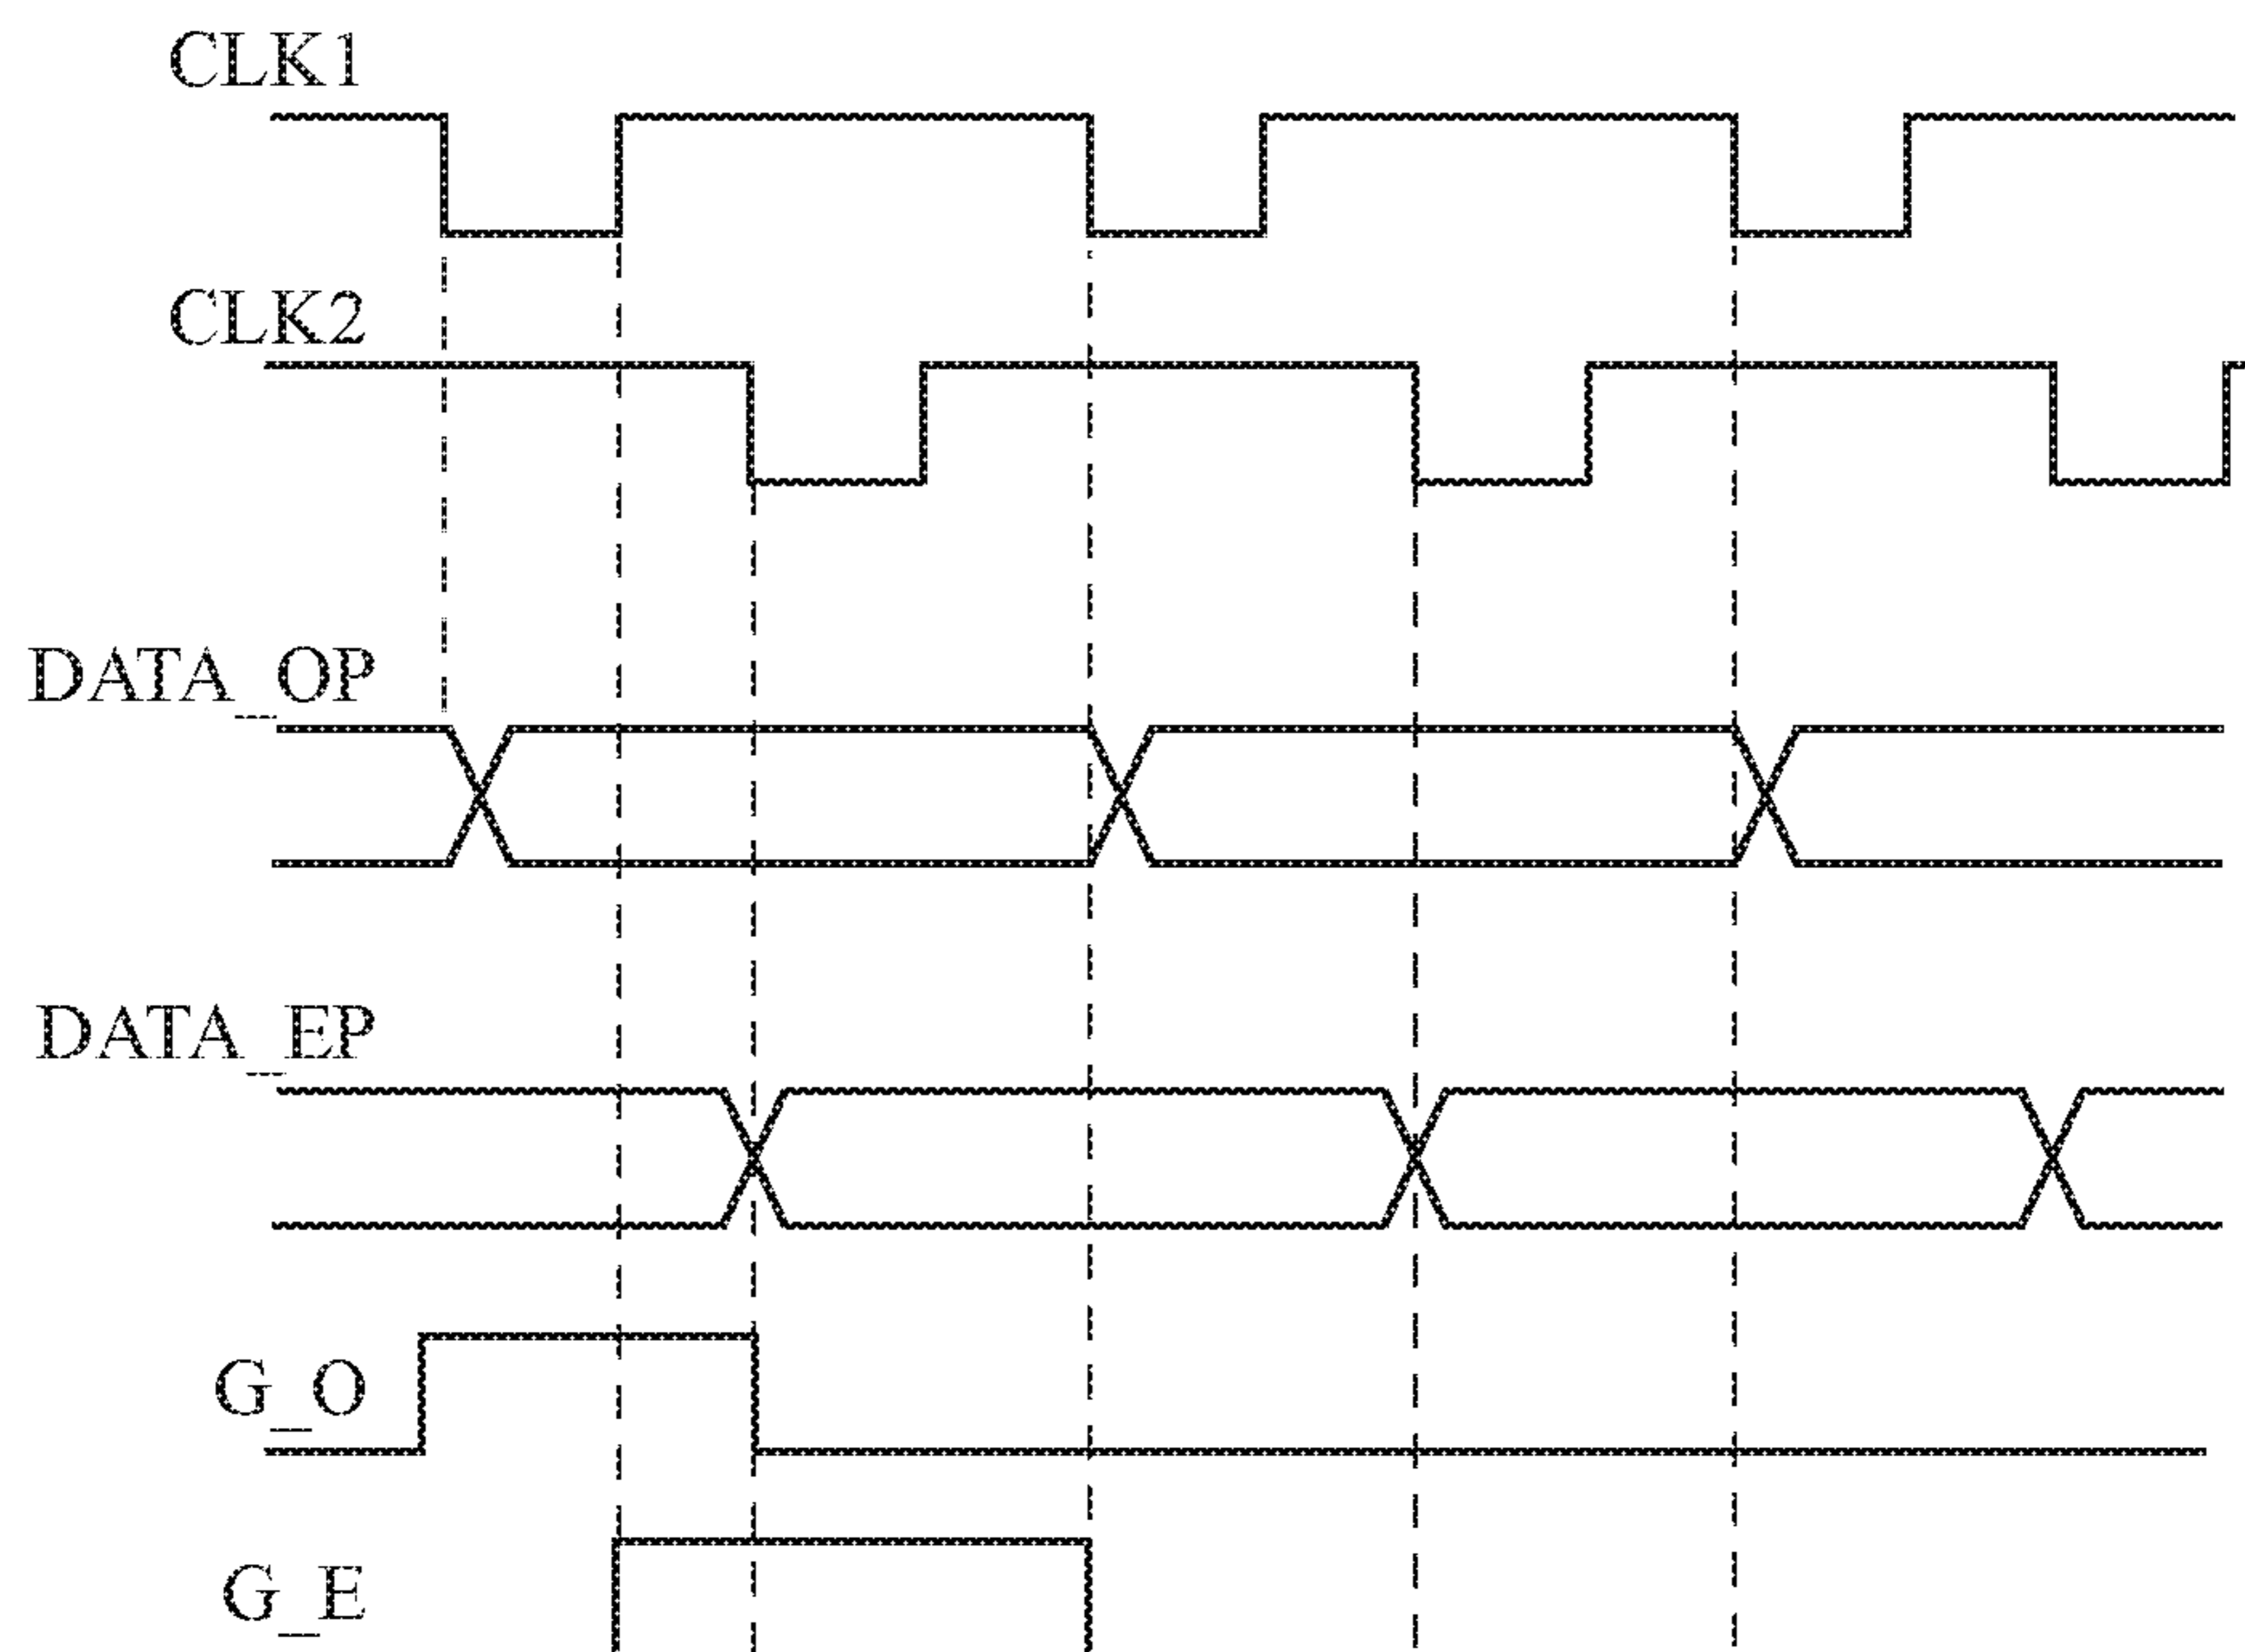 CLK1
CLK2
DATA_OP
DATA_EP
G_O
G_E